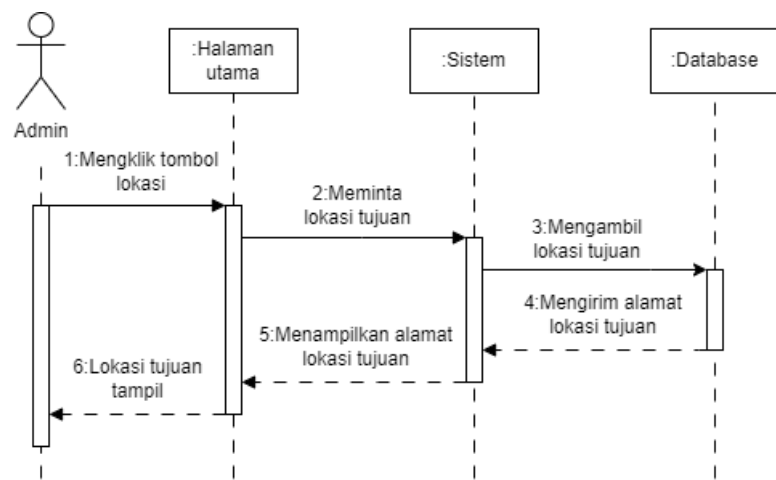 :Halaman
utama
:Sistem
:Database
Admin
1:Mengklik tombol
lokasi
2:Meminta
lokasi tujuan
3:Mengambil
lokasi tujuan
4:Mengirim alamat
lokasi tujuan
5:Menampilkan alamat
lokasi tujuan
6:Lokasi tujuan
tampil